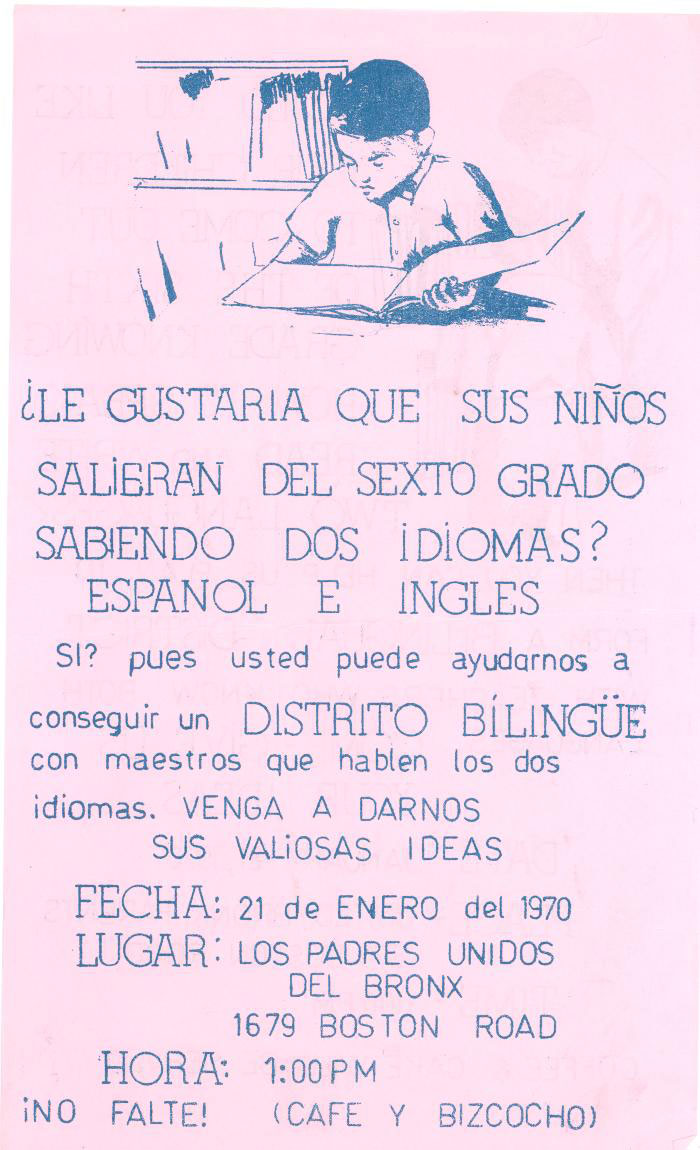 ¿LE GUSTARIA QUE SUS NIÑOS
SALIERAN DEL SEXTO GRADO
SABIENDO DOS IDIOMAS?
ESPANOL E INGLES
SI? pues usted puede ayudarnos a
conseguir un DISTRITO BÍLINGÜE
con maestros que hablen los dos
idiomas. VENGA A DARNOS
SUS VALIOSAS IDEAS
FECHA: 21 de ENERO del 1970
LUGAR: LOS PADRES UNIDOS
DEL BRONX
1679 BOSTON ROAD
HORA: 1:00 PM
¡NO FALTE! (CAFE Y BIZCOCHO)